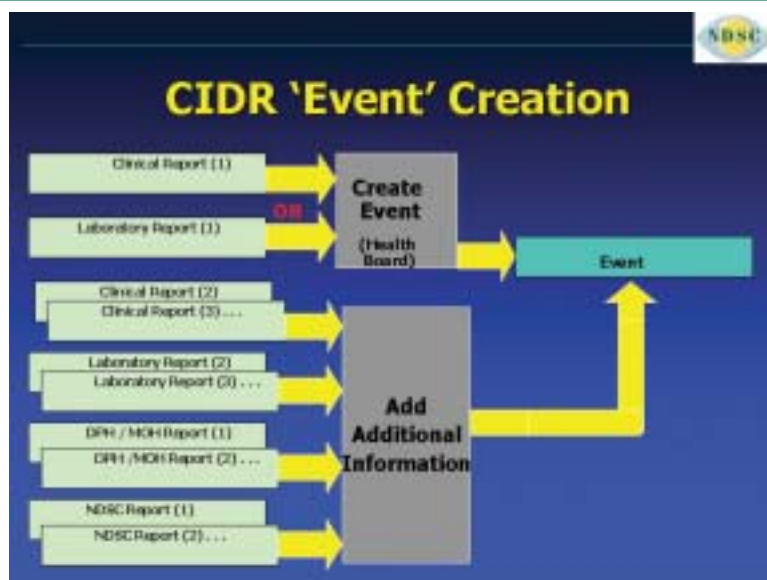 NDSC
CIDR ‘Event’ Creation
Clinical Report (1)
OR
Laboratory Report (1)
Create
Event
(Health
Board)
Event
Clinical Report (2)
Clinical Report (3) ...
Laboratory Report (2)
Laboratory Report (3) ...
DPH / MOH Report (1)
DPH / MOH Report (2) ...
NDSC Report (1)
NDSC Report (2) ...
Add
Additional
Information